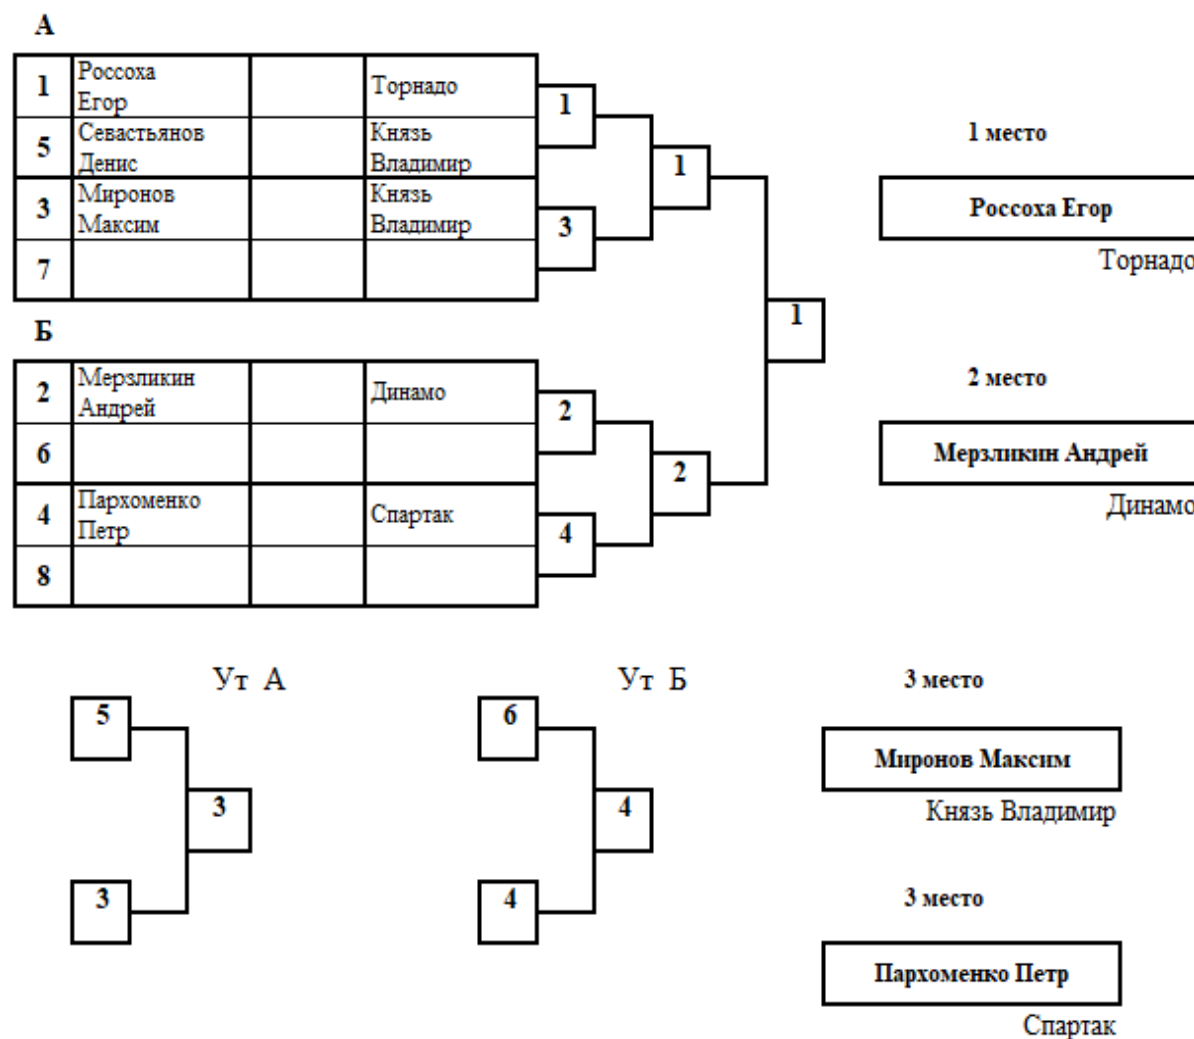 А
1 Россоха Егор Торнадо
5 Севастьянов Денис Князь Владимир
3 Миронов Максим Князь Владимир
7
1
3
1
1
Б
2 Мерзликин Андрей Динамо
6
4 Пархоменко Петр Спартак
8
2
4
2
1 место
Россоха Егор
Торнадо
2 место
Мерзликин Андрей
Динамо
Ут А
5
3
3
Ут Б
6
4
4
3 место
Миронов Максим
Князь Владимир
3 место
Пархоменко Петр
Спартак